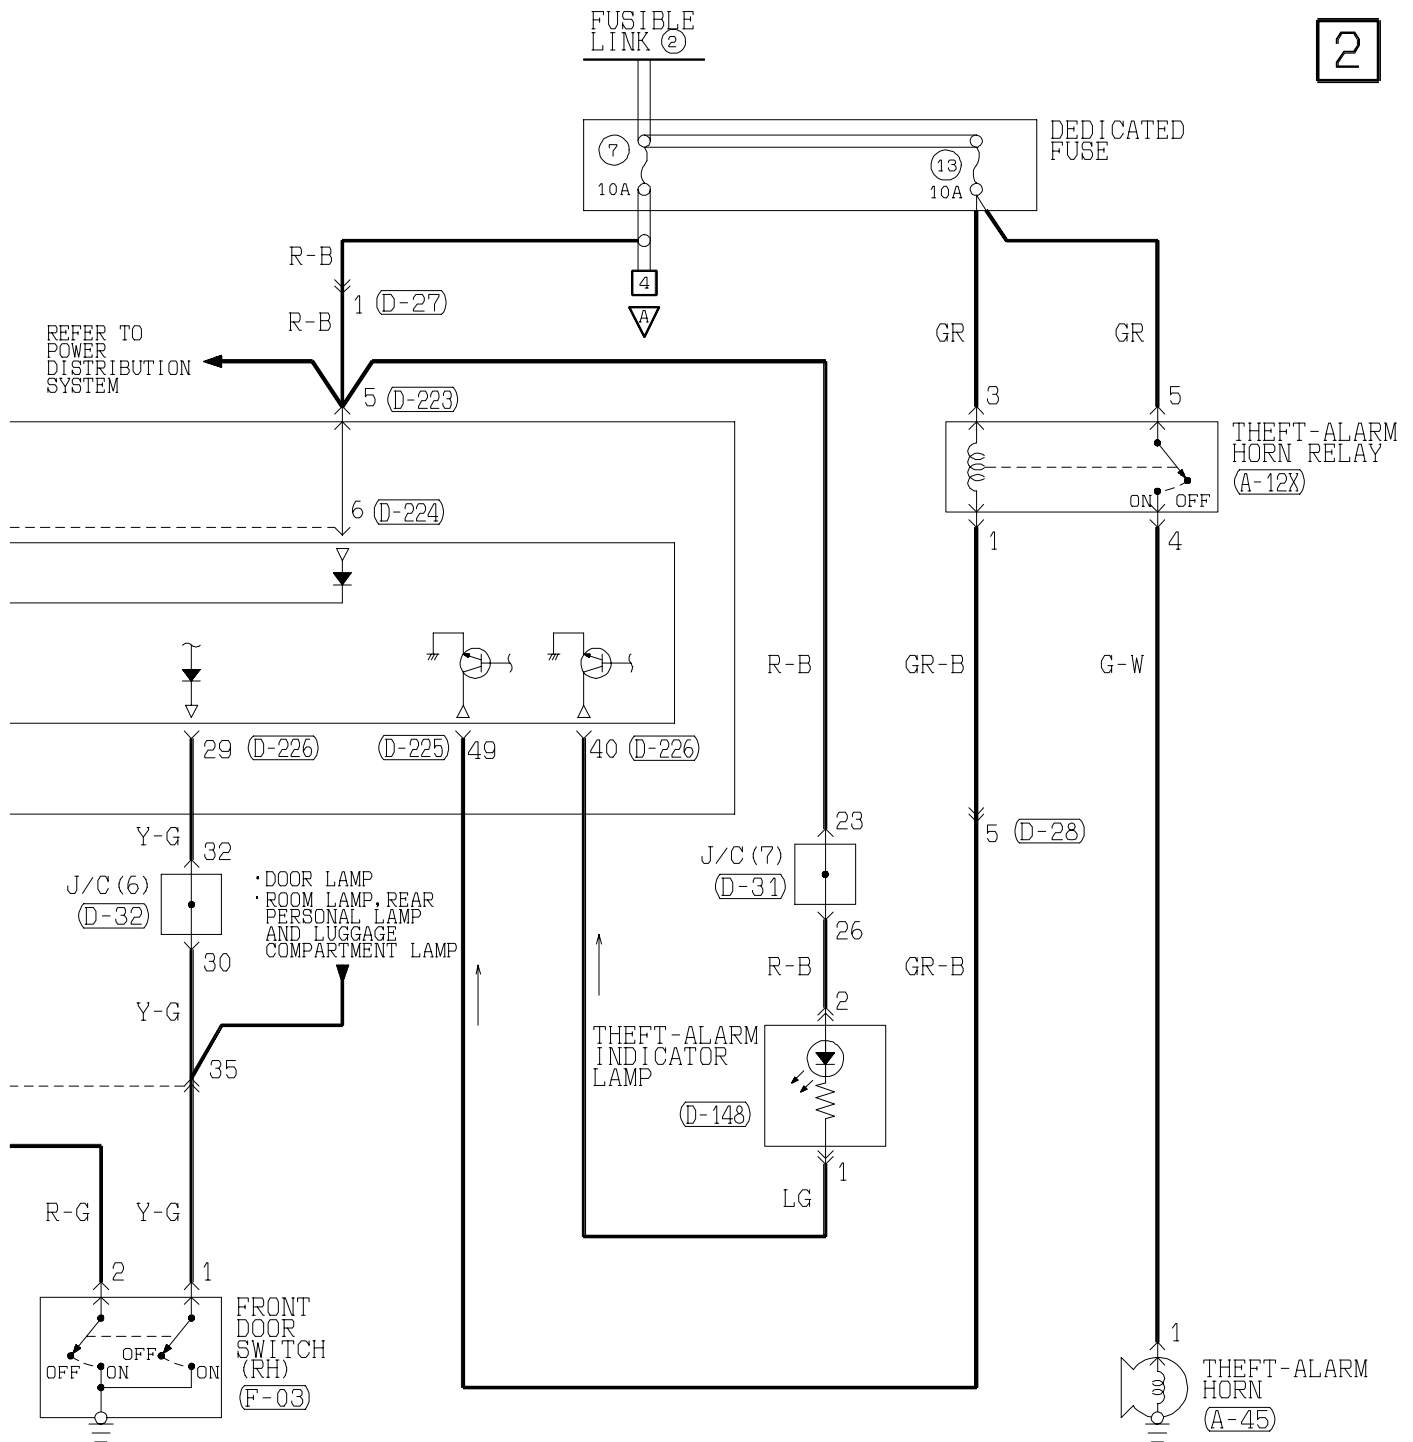 FUSIBLE
LINK 2
2
DEDICATED
FUSE
7
13
10A
10A
R-B
4
1 D-27
A
R-B
REFER TO
POWER
DISTRIBUTION
SYSTEM
GR
GR
5 D-223
3
5
THEFT-ALARM
HORN RELAY
A-12X
ON OFF
6 D-224
1
4
R-B
GR-B
G-W
29 D-226
D-225 49
40 D-226
23
5 D-28
Y-G
32
J/C(7)
D-31
J/C(6)
D-32
·DOOR LAMP
·ROOM LAMP,REAR
PERSONAL LAMP
AND LUGGAGE
COMPARTMENT LAMP
26
30
R-B
GR-B
Y-G
2
THEFT-ALARM
INDICATOR
LAMP
D-148
35
1
LG
R-G
Y-G
2
1
FRONT
DOOR
SWITCH
(RH)
F-03
OFF
ON
OFF
ON
1
THEFT-ALARM
HORN
A-45